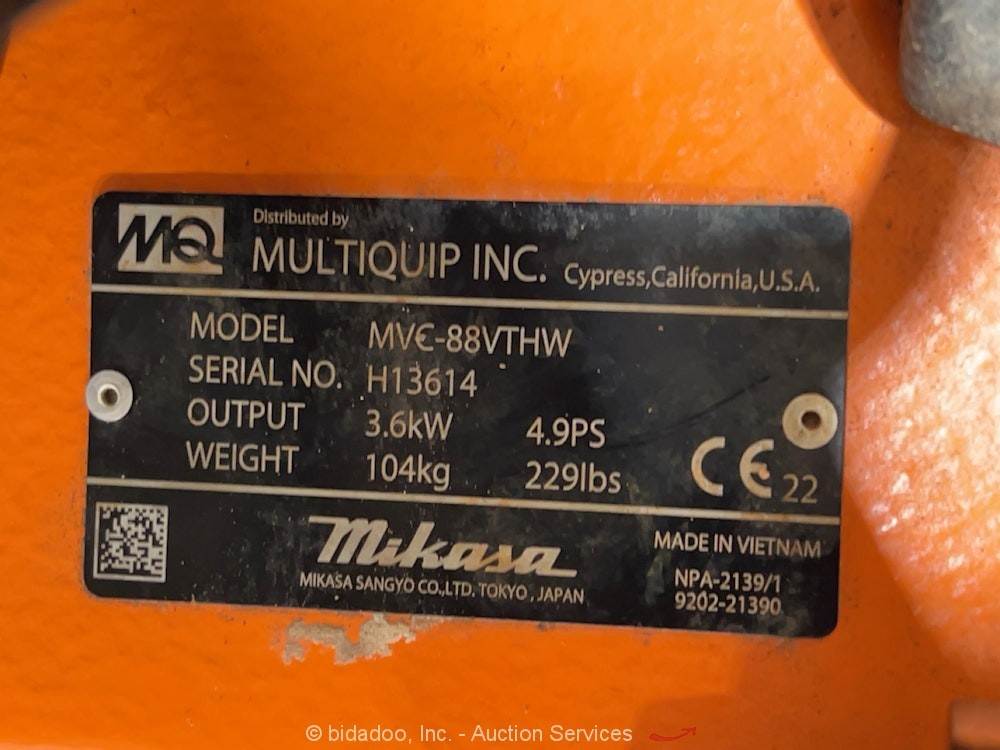 MQ
Distributed by
MULTIQUIP INC. Cypress,California,U.S.A.
MODEL MVC-88VTHW
SERIAL NO. H13614
OUTPUT 3.6kW 4.9PS
WEIGHT 104kg 229lbs
CE 22
Mikasa
MIKASA SANGYO CO.,LTD. TOKYO , JAPAN
MADE IN VIETNAM
NPA-2139/1
9202-21390
© bidadoo, Inc. - Auction Services